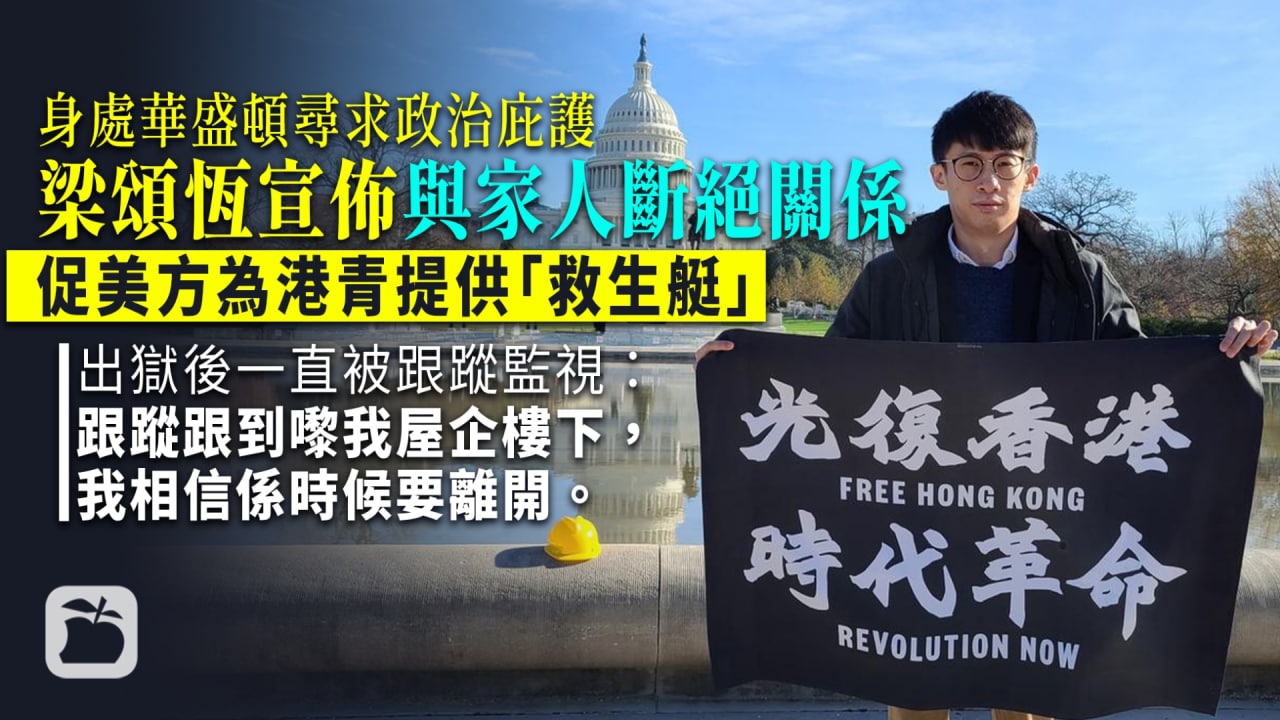 身處華盛頓尋求政治庇護
梁頌恆宣佈與家人斷絕關係
促美方為港青提供「救生艇」
出獄後一直被跟蹤監視：
跟蹤跟到嚟我屋企樓下，
我相信係時候要離開。
光復香港
FREE HONG KONG
時代革命
REVOLUTION NOW